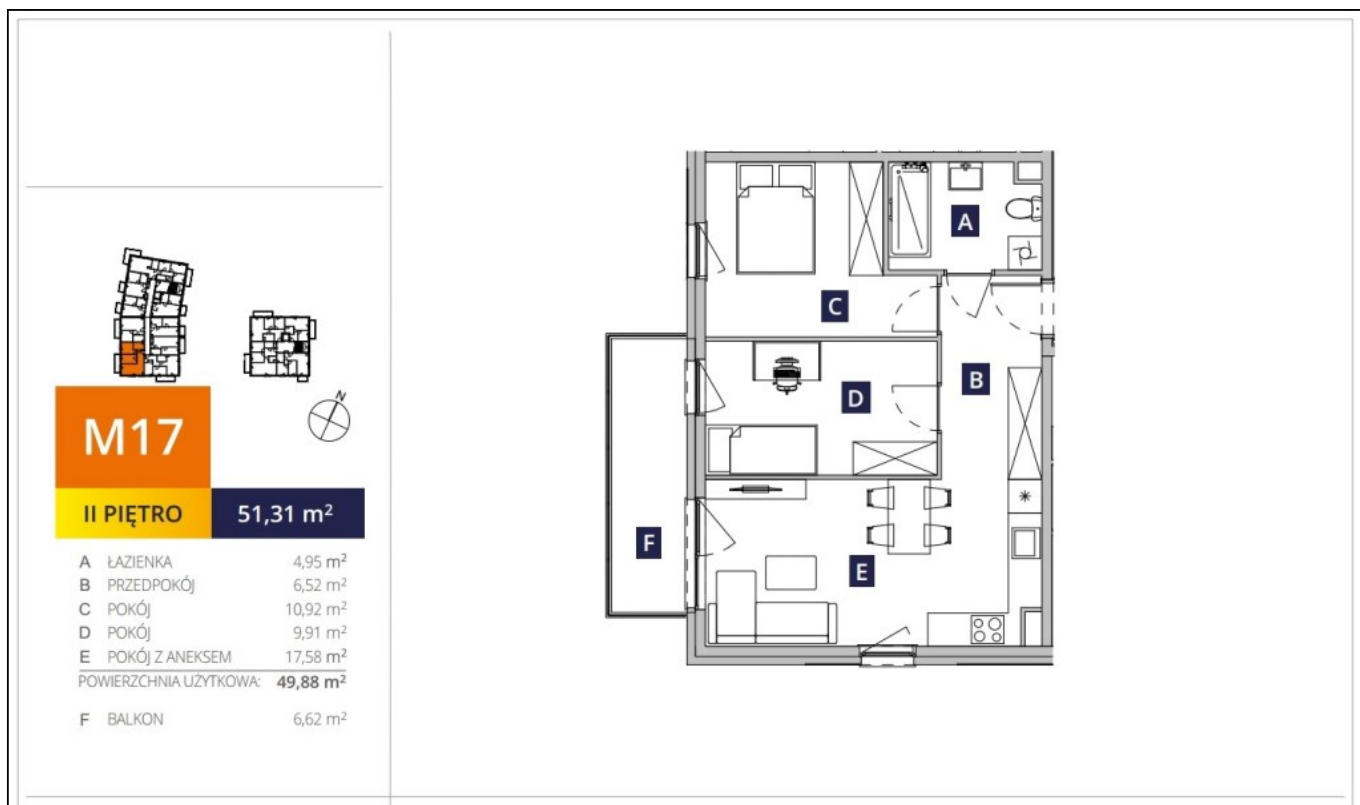 N
M17
II PIĘTRO 51,31 m²
A ŁAZIENKA 4,95 m²
B PRZEDPOKÓJ 6,52 m²
C POKÓJ 10,92 m²
D POKÓJ 9,91 m²
E POKÓJ Z ANEKSEM 17,58 m²
POWIERZCHNIA UŻYTKOWA: 49,88 m²
F BALKON 6,62 m²
A
C
B
D
F
E